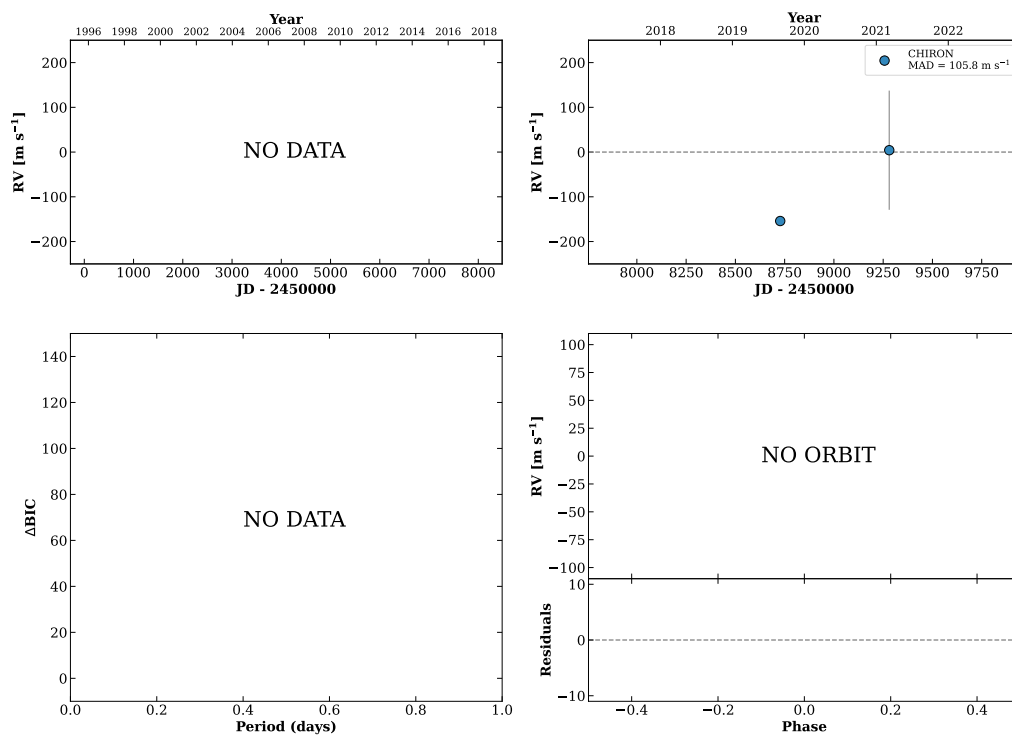 Year
1996 1998 2000 2002 2004 2006 2008 2010 2012 2014 2016 2018
200
100
0
−100
−200
RV [m s⁻¹]
NO DATA
0 1000 2000 3000 4000 5000 6000 7000 8000
JD - 2450000
Year
2018 2019 2020 2021 2022
CHIRON
MAD = 105.8 m s⁻¹
200
100
0
−100
−200
RV [m s⁻¹]
8000 8250 8500 8750 9000 9250 9500 9750
JD - 2450000
140
120
100
80
60
40
20
0
ΔBIC
NO DATA
0.0 0.2 0.4 0.6 0.8 1.0
Period (days)
100
75
50
25
0
−25
−50
−75
−100
RV [m s⁻¹]
NO ORBIT
10
0
−10
Residuals
−0.4 −0.2 0.0 0.2 0.4
Phase